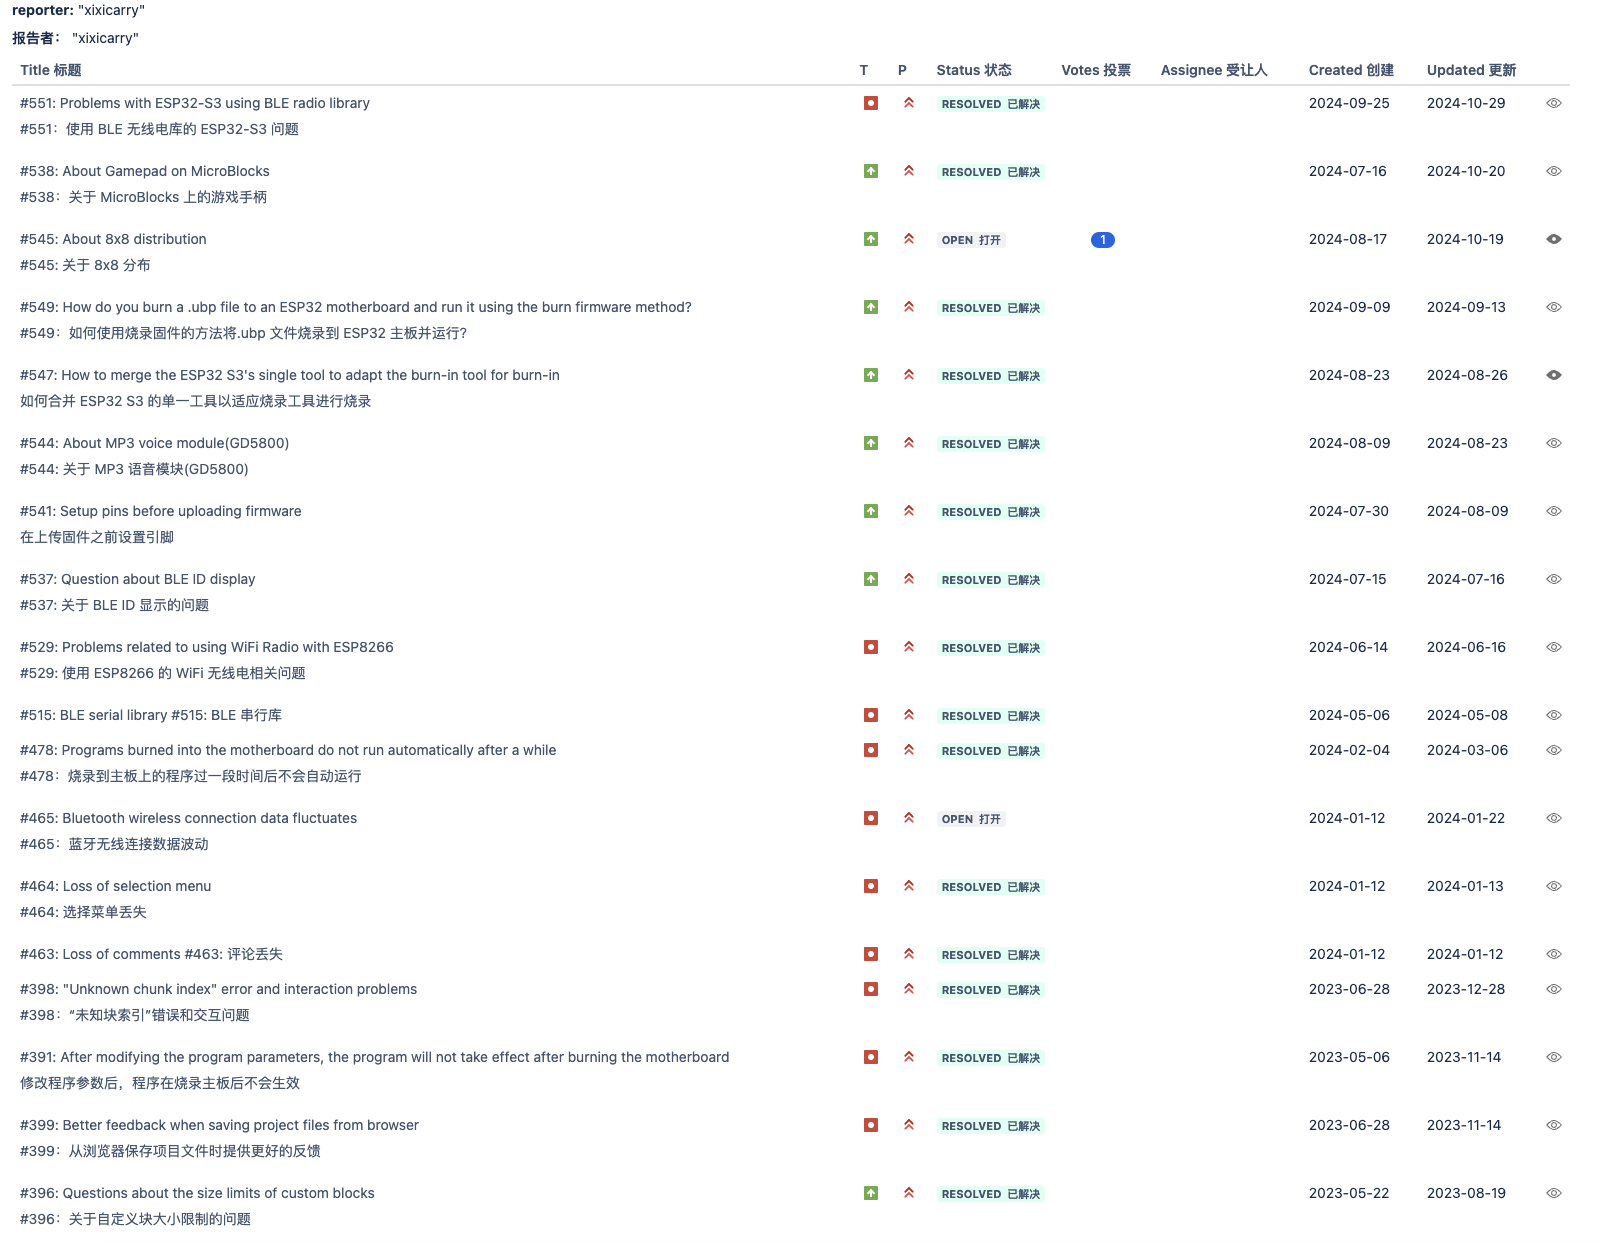 reporter: "xixicarry"
报告者： "xixicarry"
Title 标题 T P Status 状态 Votes 投票 Assignee 受让人 Created 创建 Updated 更新
#551: Problems with ESP32-S3 using BLE radio library RESOLVED 已解决 2024-09-25 2024-10-29
#551：使用 BLE 无线电库的 ESP32-S3 问题
#538: About Gamepad on MicroBlocks RESOLVED 已解决 2024-07-16 2024-10-20
#538：关于 MicroBlocks 上的游戏手柄
#545: About 8x8 distribution OPEN 打开 1 2024-08-17 2024-10-19
#545: 关于 8x8 分布
#549: How do you burn a .ubp file to an ESP32 motherboard and run it using the burn firmware method? RESOLVED 已解决 2024-09-09 2024-09-13
#549：如何使用烧录固件的方法将.ubp 文件烧录到 ESP32 主板并运行?
#547: How to merge the ESP32 S3's single tool to adapt the burn-in tool for burn-in RESOLVED 已解决 2024-08-23 2024-08-26
如何合并 ESP32 S3 的单一工具以适应烧录工具进行烧录
#544: About MP3 voice module(GD5800) RESOLVED 已解决 2024-08-09 2024-08-23
#544: 关于 MP3 语音模块(GD5800)
#541: Setup pins before uploading firmware RESOLVED 已解决 2024-07-30 2024-08-09
在上传固件之前设置引脚
#537: Question about BLE ID display RESOLVED 已解决 2024-07-15 2024-07-16
#537: 关于 BLE ID 显示的问题
#529: Problems related to using WiFi Radio with ESP8266 RESOLVED 已解决 2024-06-14 2024-06-16
#529: 使用 ESP8266 的 WiFi 无线电相关问题
#515: BLE serial library #515: BLE 串行库 RESOLVED 已解决 2024-05-06 2024-05-08
#478: Programs burned into the motherboard do not run automatically after a while RESOLVED 已解决 2024-02-04 2024-03-06
#478：烧录到主板上的程序过一段时间后不会自动运行
#465: Bluetooth wireless connection data fluctuates OPEN 打开 2024-01-12 2024-01-22
#465：蓝牙无线连接数据波动
#464: Loss of selection menu RESOLVED 已解决 2024-01-12 2024-01-13
#464: 选择菜单丢失
#463: Loss of comments #463: 评论丢失 RESOLVED 已解决 2024-01-12 2024-01-12
#398: "Unknown chunk index" error and interaction problems RESOLVED 已解决 2023-06-28 2023-12-28
#398：“未知块索引”错误和交互问题
#391: After modifying the program parameters, the program will not take effect after burning the motherboard RESOLVED 已解决 2023-05-06 2023-11-14
修改程序参数后，程序在烧录主板后不会生效
#399: Better feedback when saving project files from browser RESOLVED 已解决 2023-06-28 2023-11-14
#399：从浏览器保存项目文件时提供更好的反馈
#396: Questions about the size limits of custom blocks RESOLVED 已解决 2023-05-22 2023-08-19
#396：关于自定义块大小限制的问题